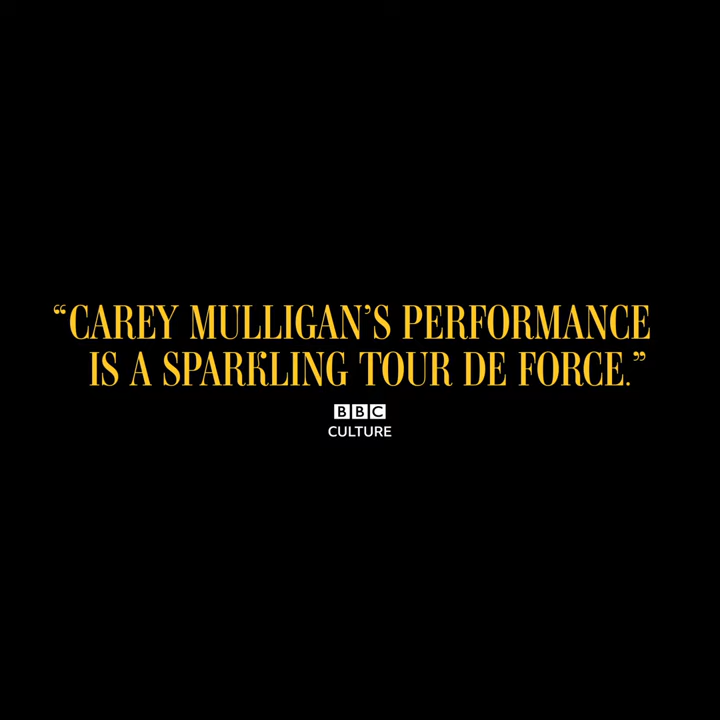 “CAREY MULLIGAN’S PERFORMANCE
IS A SPARKLING TOUR DE FORCE.”
BBC
CULTURE